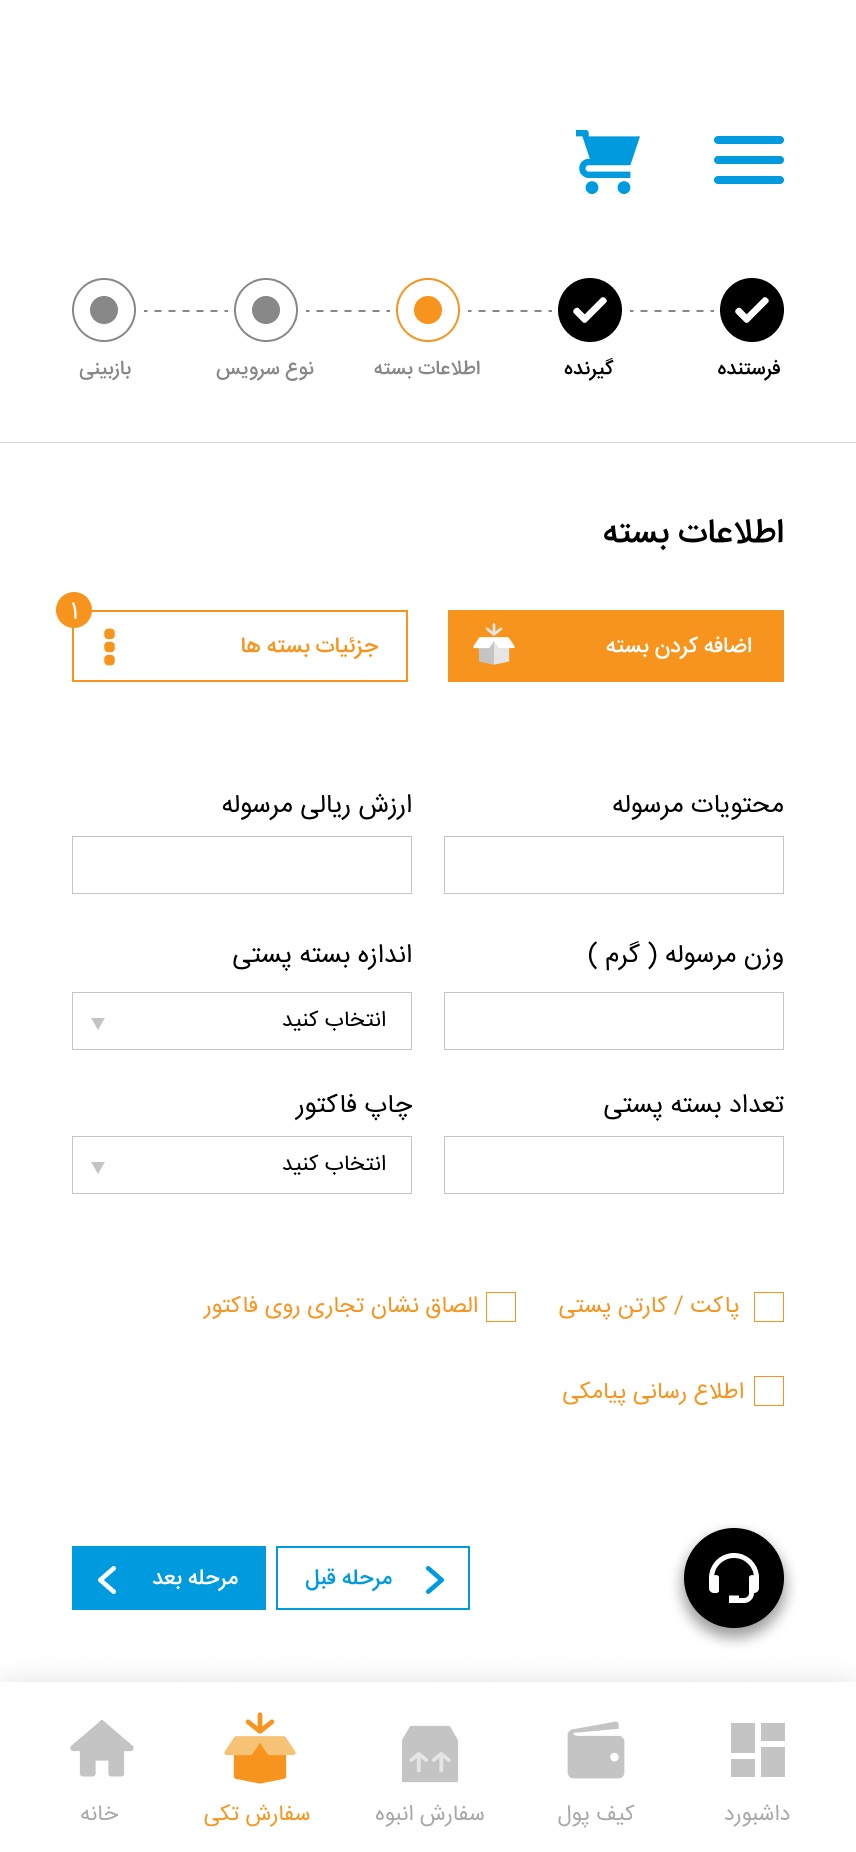 فرستنده
گیرنده
اطلاعات بسته
نوع سرویس
بازبینی
اطلاعات بسته
اضافه کردن بسته
جزئیات بسته ها
۱
محتویات مرسوله
ارزش ریالی مرسوله
وزن مرسوله ( گرم )
اندازه بسته پستی
انتخاب کنید
تعداد بسته پستی
چاپ فاکتور
انتخاب کنید
پاکت / کارتن پستی
الصاق نشان تجاری روی فاکتور
اطلاع رسانی پیامکی
مرحله قبل
مرحله بعد
داشبورد
کیف پول
سفارش انبوه
سفارش تکی
خانه